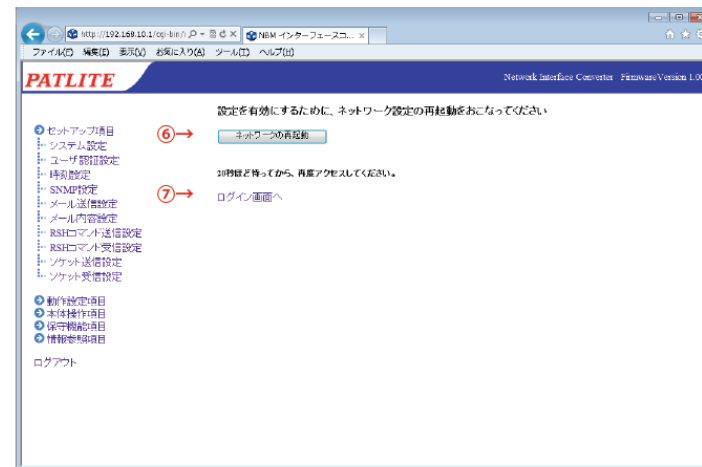 http://192.168.10.1/cgi-bin/i
NBM インターフェースコ...
ファイル(F) 編集(E) 表示(V) お気に入り(A) ツール(T) ヘルプ(H)
PATLITE
Network Interface Converter FirmwareVersion 1.00
設定を有効にするために、ネットワーク設定の再起動をおこなってください
セットアップ項目
⑥→
ネットワークの再起動
システム設定
ユーザ認証設定
時刻設定
20秒ほど待ってから、再度アクセスしてください。
SNMP設定
⑦→
ログイン画面へ
メール送信設定
メール内容設定
RSHコマンド送信設定
RSHコマンド受信設定
ソケット送信設定
ソケット受信設定
動作設定項目
本体操作項目
保守機能項目
情報参照項目
ログアウト